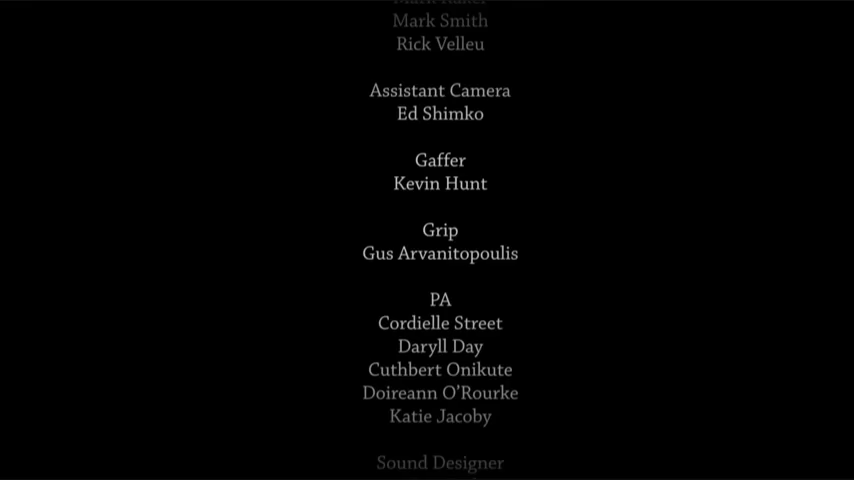 Mark Smith
Rick Velleu
Assistant Camera
Ed Shimko
Gaffer
Kevin Hunt
Grip
Gus Arvanitopoulis
PA
Cordielle Street
Daryll Day
Cuthbert Onikute
Doireann O’Rourke
Katie Jacoby
Sound Designer